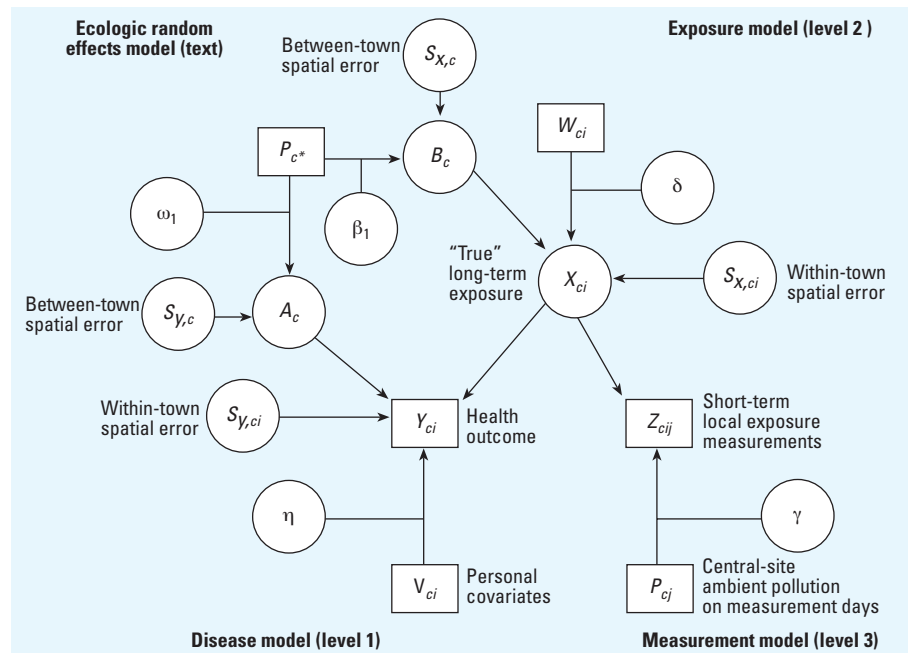 Ecologic random
effects model (text)
Exposure model (level 2 )
Between-town
spatial error
S_{x,c}
W_{ci}
P_{c*}
B_c
δ
ω_1
β_1
"True"
long-term
exposure
X_{ci}
S_{x,ci}
Within-town
spatial error
Between-town
spatial error
S_{y,c}
A_c
Within-town
spatial error
S_{y,ci}
Y_{ci}
Health
outcome
Z_{cij}
Short-term
local exposure
measurements
η
γ
V_{ci}
Personal
covariates
P_{cj}
Central-site
ambient pollution
on measurement days
Disease model (level 1)
Measurement model (level 3)